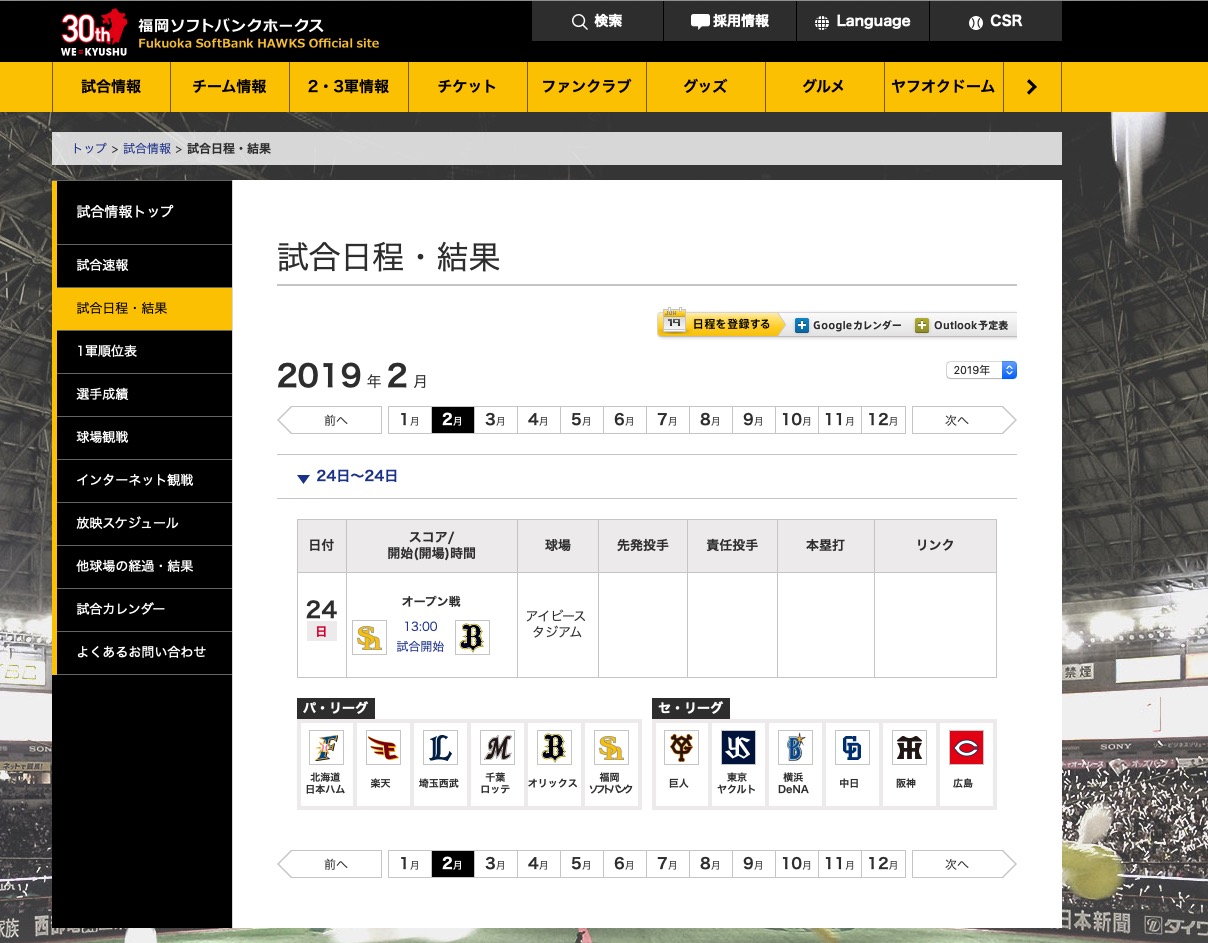 30th
WE=KYUSHU
福岡ソフトバンクホークス
Fukuoka SoftBank HAWKS Official site
検索
採用情報
Language
CSR
試合情報
チーム情報
2・3軍情報
チケット
ファンクラブ
グッズ
グルメ
ヤフオクドーム
トップ > 試合情報 > 試合日程・結果
試合情報トップ
試合速報
試合日程・結果
1軍順位表
選手成績
球場観戦
インターネット観戦
放映スケジュール
他球場の経過・結果
試合カレンダー
よくあるお問い合わせ
試合日程・結果
19
日程を登録する
Googleカレンダー
Outlook予定表
2019年2月
2019年
前へ
1月
2月
3月
4月
5月
6月
7月
8月
9月
10月
11月
12月
次へ
24日〜24日
日付
スコア/
開始(開場)時間
球場
先発投手
責任投手
本塁打
リンク
24
日
オープン戦
13:00
試合開始
B
アイビース
タジアム
パ・リーグ
北海道
日本ハム
楽天
埼玉西武
千葉
ロッテ
オリックス
福岡
ソフトバンク
セ・リーグ
巨人
東京
ヤクルト
横浜
DeNA
中日
阪神
広島
前へ
1月
2月
3月
4月
5月
6月
7月
8月
9月
10月
11月
12月
次へ
禁煙
SONY
日本新聞
ダイワ
家族